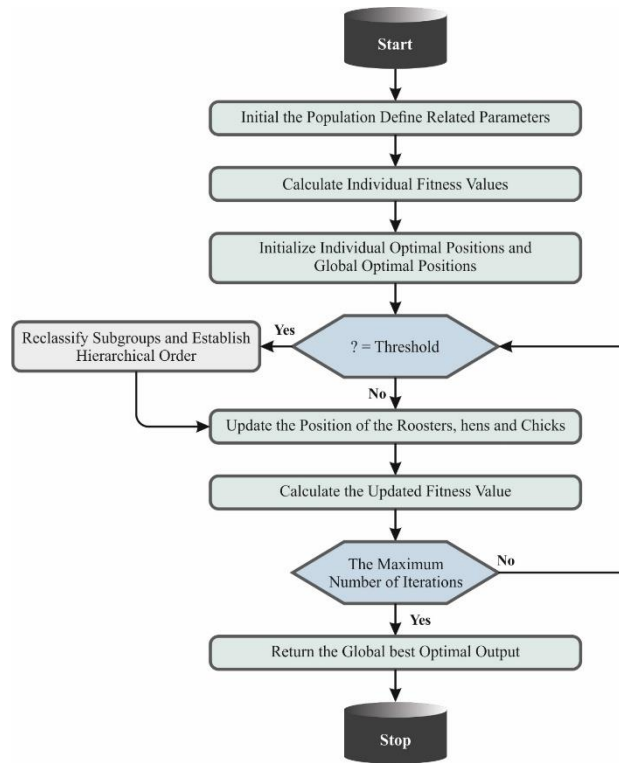 Start
Initial the Population Define Related Parameters
Calculate Individual Fitness Values
Initialize Individual Optimal Positions and
Global Optimal Positions
Reclassify Subgroups and Establish
Hierarchical Order
Yes
? = Threshold
No
Update the Position of the Roosters, hens and Chicks
Calculate the Updated Fitness Value
The Maximum
Number of Iterations
No
Yes
Return the Global best Optimal Output
Stop